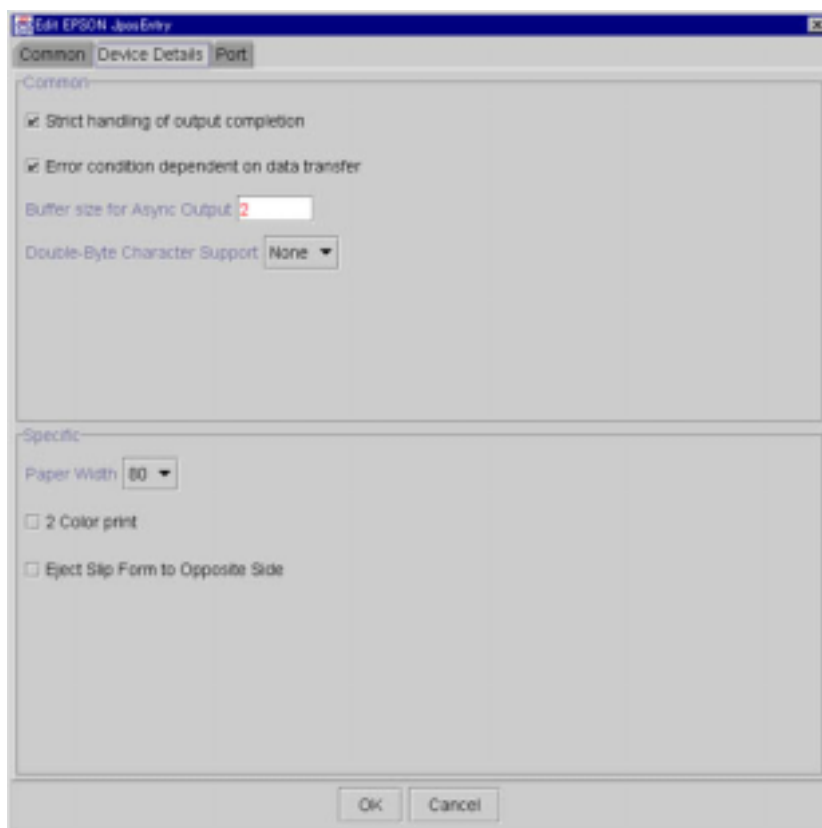 Edit EPSON JposEntry
Common Device Details Port
Common
Strict handling of output completion
Error condition dependent on data transfer
Buffer size for Async Output 2
Double-Byte Character Support None
Specific
Paper Width 80
2 Color print
Eject Slip Form to Opposite Side
OK Cancel